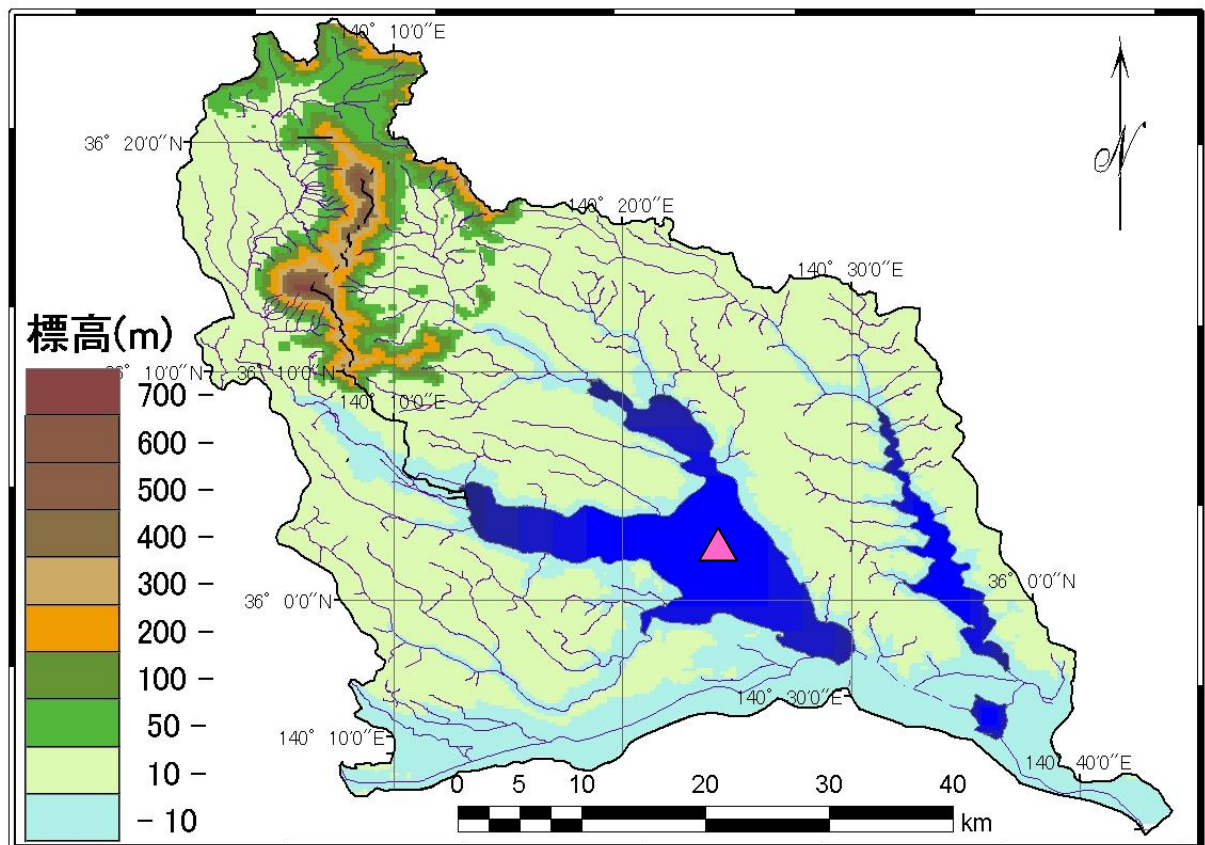 140° 10'0"E
36° 20'0"N
N
140° 20'0"E
140° 30'0"E
標高(m)
36° 10'0"N
36° 10'0"N
140° 10'0"E
700 -
600 -
500 -
400 -
300 -
200 -
100 -
50 -
10 -
- 10
36° 0'0"N
36° 0'0"N
140° 30'0"E
140° 10'0"E
140° 40'0"E
0 5 10 20 30 40
km